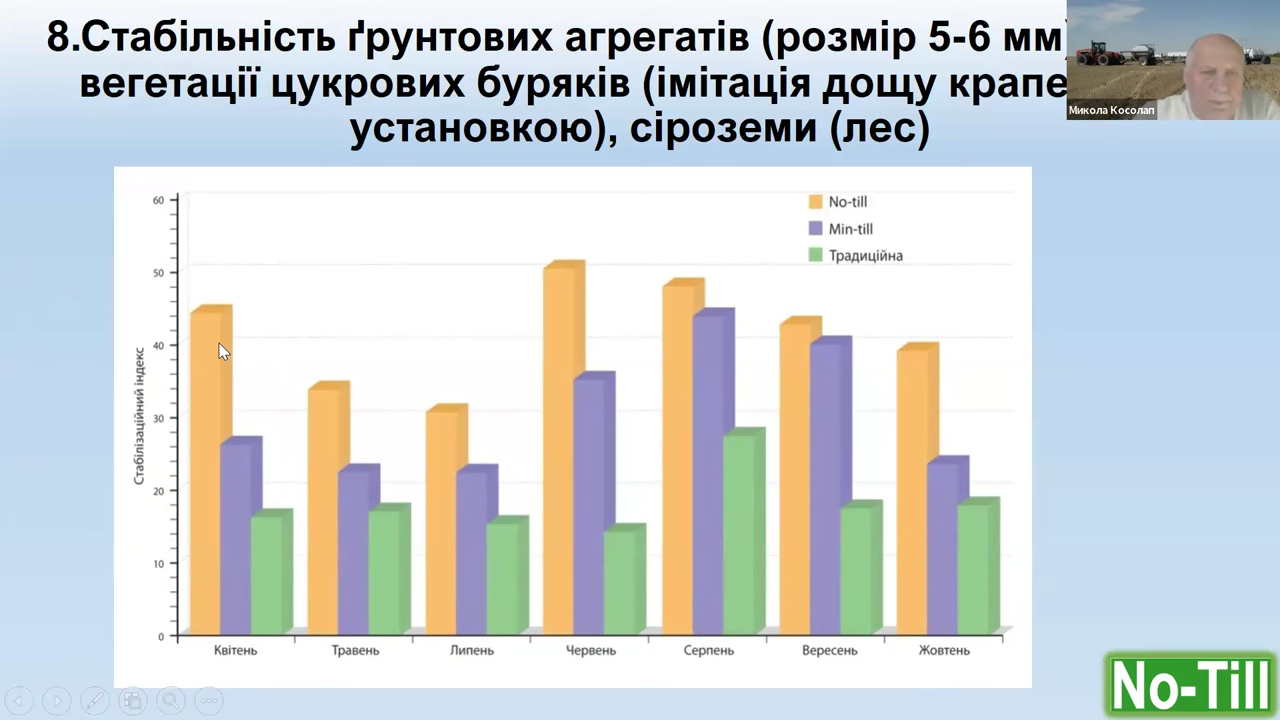 8.Стабільність ґрунтових агрегатів (розмір 5-6 мм
вегетації цукрових буряків (імітація дощу
установкою), сіроземи (лес)
Микола Косолап
No-till
Min-till
Традиційна
Стабілізаційний індекс
60
50
40
30
20
10
0
Квітень
Травень
Липень
Червень
Серпень
Вересень
Жовтень
No-Till